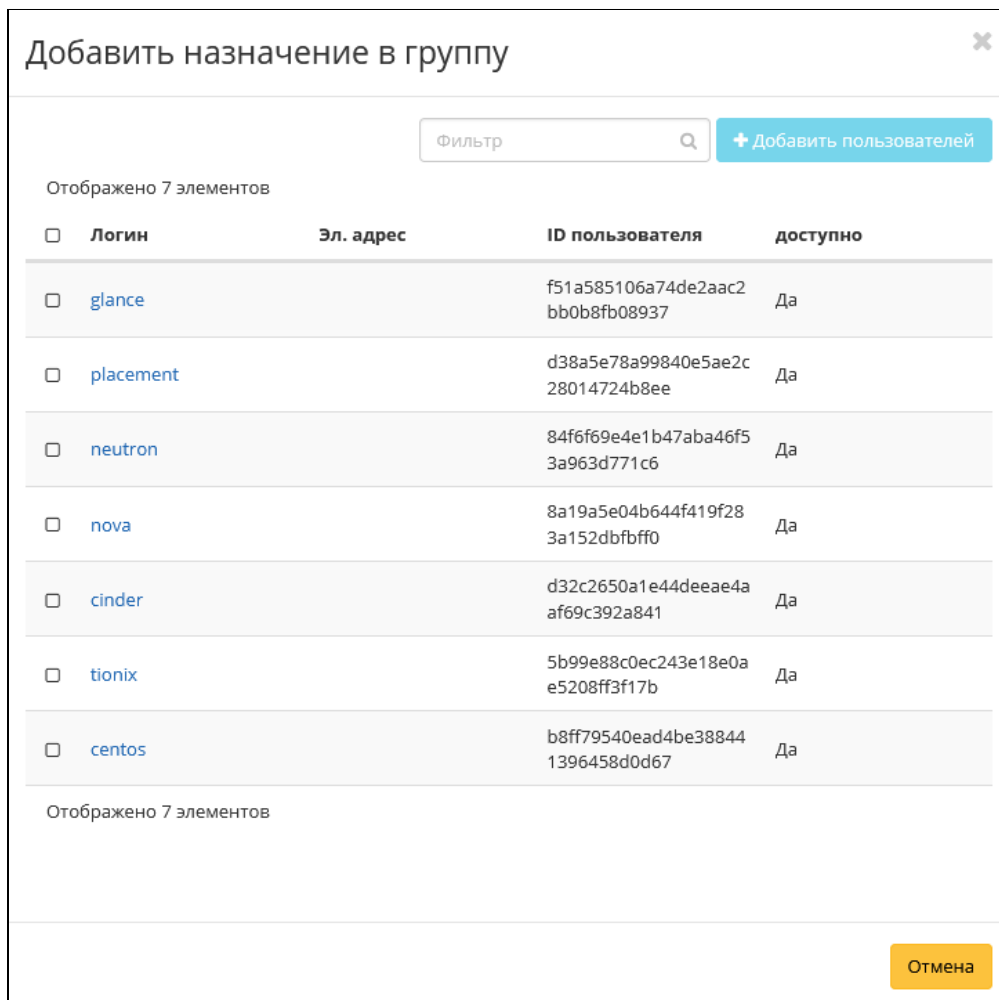 Добавить назначение в группу
Фильтр
Добавить пользователей
Отображено 7 элементов
Логин Эл. адрес ID пользователя доступно
glance f51a585106a74de2aac2 Да
bb0b8fb08937
placement d38a5e78a99840e5ae2c Да
28014724b8ee
neutron 84f6f69e4e1b47aba46f5 Да
3a963d771c6
nova 8a19a5e04b644f419f28 Да
3a152dbfbff0
cinder d32c2650a1e44deeae4a Да
af69c392a841
tionix 5b99e88c0ec243e18e0a Да
e5208ff3f17b
centos b8ff79540ead4be38844 Да
1396458d0d67
Отображено 7 элементов
Отмена